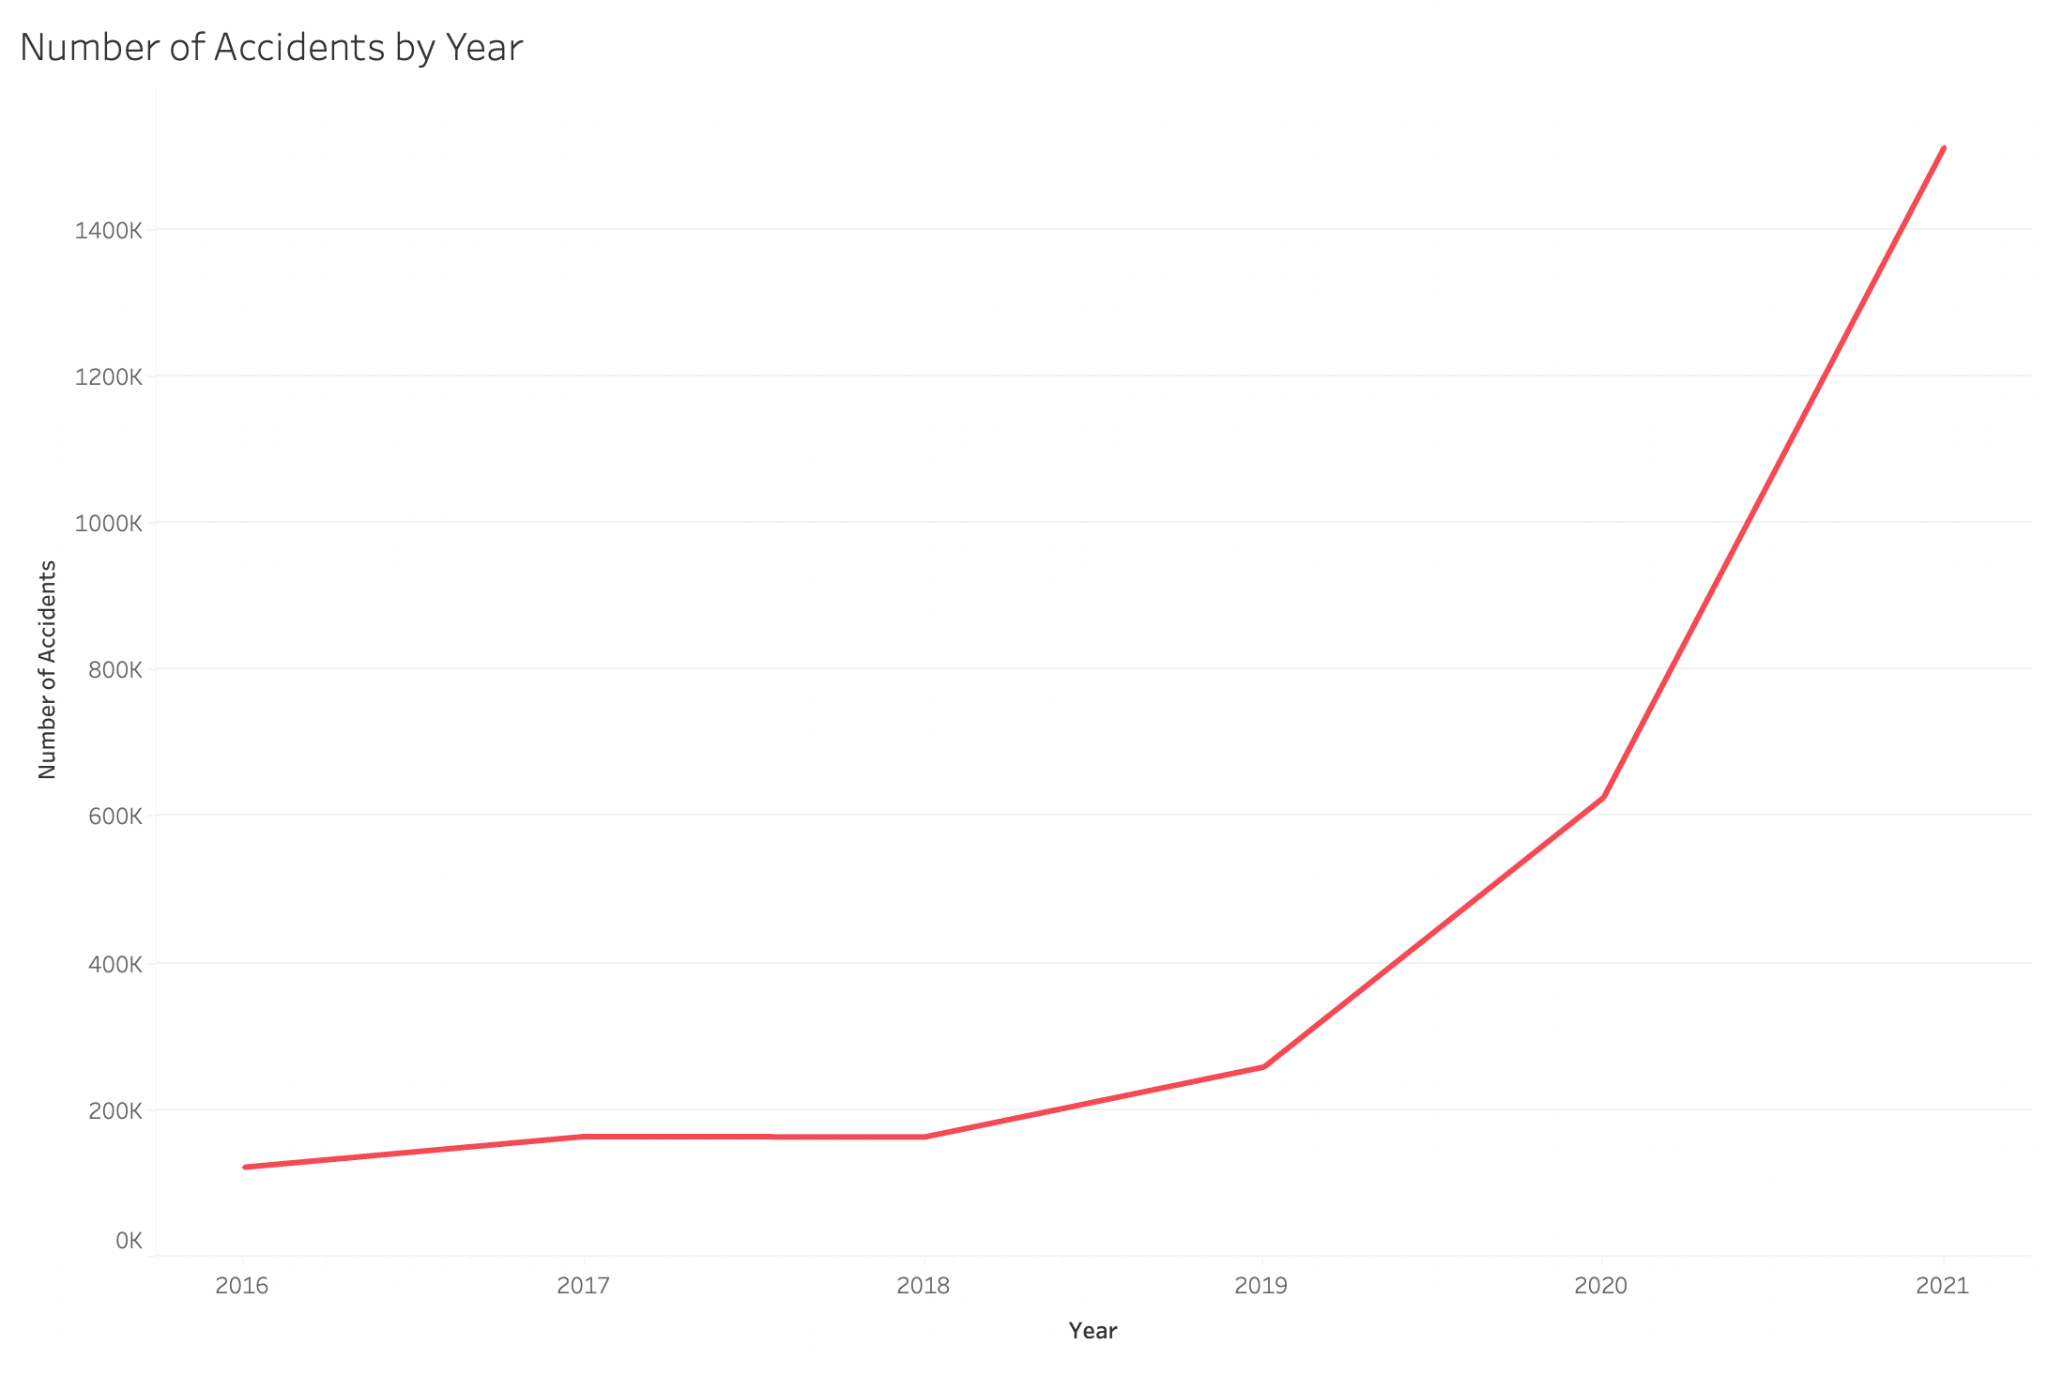 Number of Accidents by Year
1400K
1200K
1000K
800K
600K
400K
200K
0K
Number of Accidents
2016 2017 2018 2019 2020 2021
Year